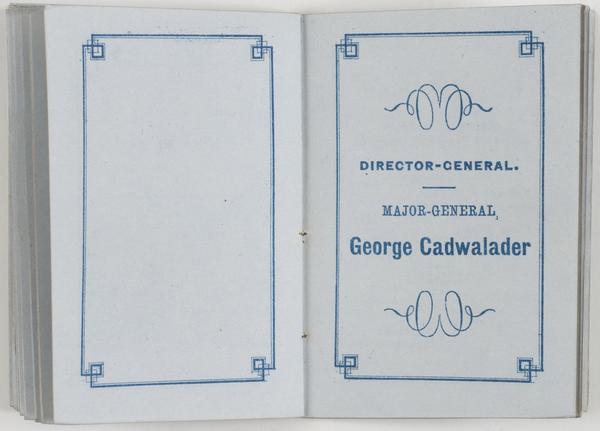 DIRECTOR-GENERAL.
MAJOR-GENERAL,
George Cadwalader